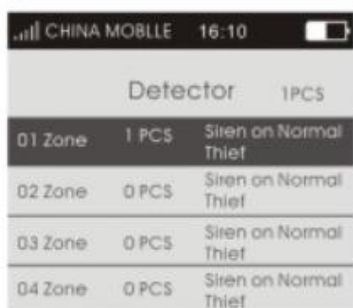 CHINA MOBLLE 16:10
Detector 1PCS
01 Zone 1 PCS Siren on Normal
Thief
02 Zone 0 PCS Siren on Normal
Thief
03 Zone 0 PCS Siren on Normal
Thief
04 Zone 0 PCS Siren on Normal
Thief